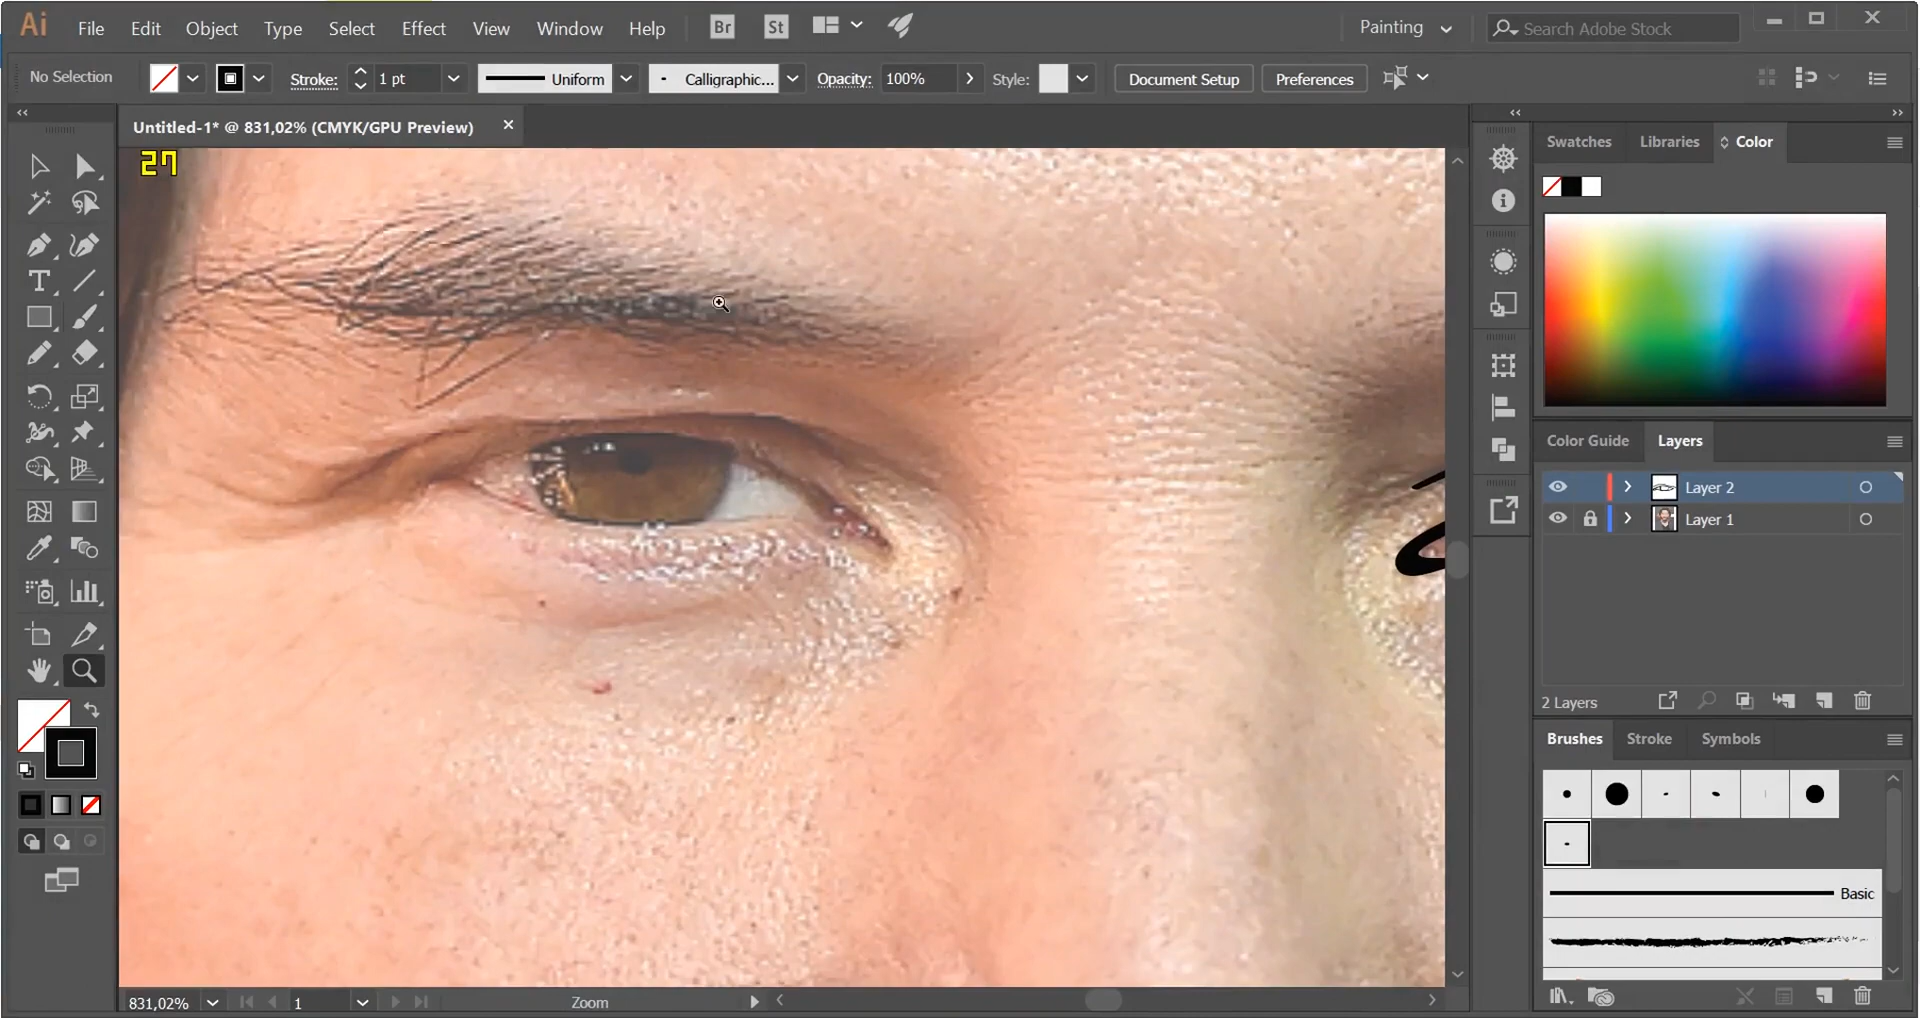 Ai File Edit Object Type Select Effect View Window Help Br St Painting Search Adobe Stock
No Selection Stroke: 1 pt Uniform Calligraphic... Opacity: 100% Style: Document Setup Preferences
Untitled-1* @ 831,02% (CMYK/GPU Preview)
27
Swatches Libraries Color
Color Guide Layers
Layer 2
Layer 1
2 Layers
Brushes Stroke Symbols
Basic
831,02% 1 Zoom